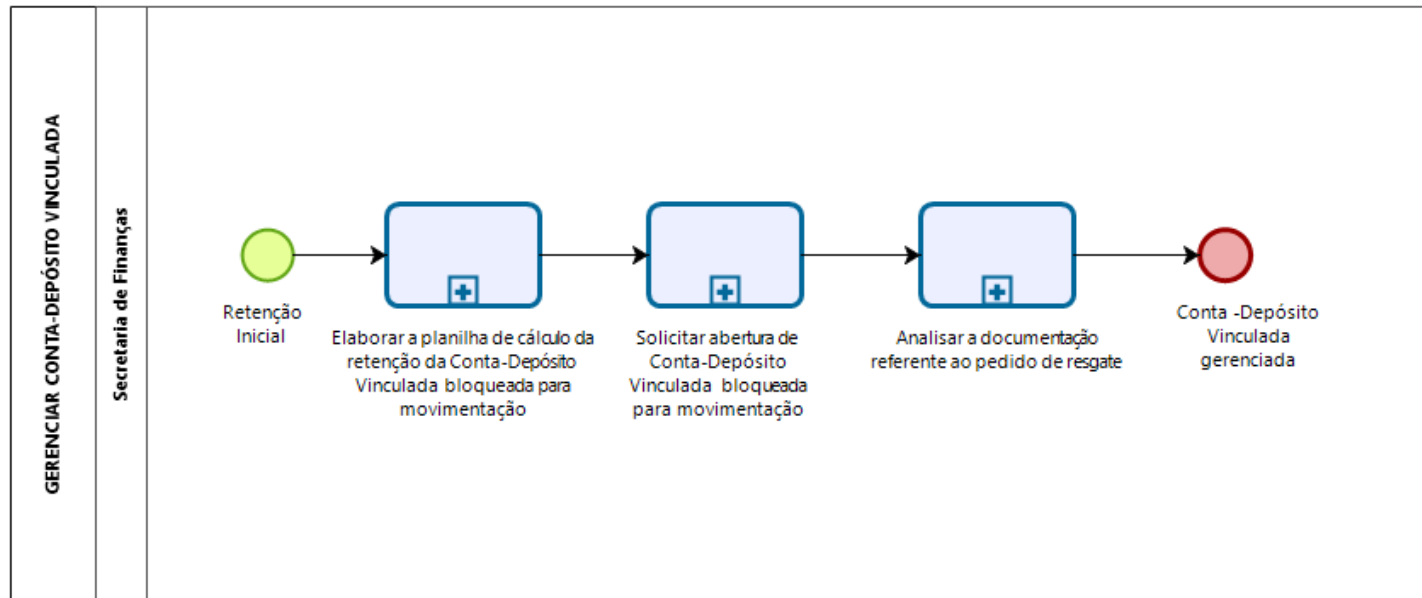 GERENCIAR CONTA-DEPÓSITO VINCULADA
Secretaria de Finanças
Retenção
Inicial
Elaborar a planilha de cálculo da
retenção da Conta-Depósito
Vinculada bloqueada para
movimentação
Solicitar abertura de
Conta-Depósito
Vinculada bloqueada
para movimentação
Analisar a documentação
referente ao pedido de resgate
Conta -Depósito
Vinculada
gerenciada